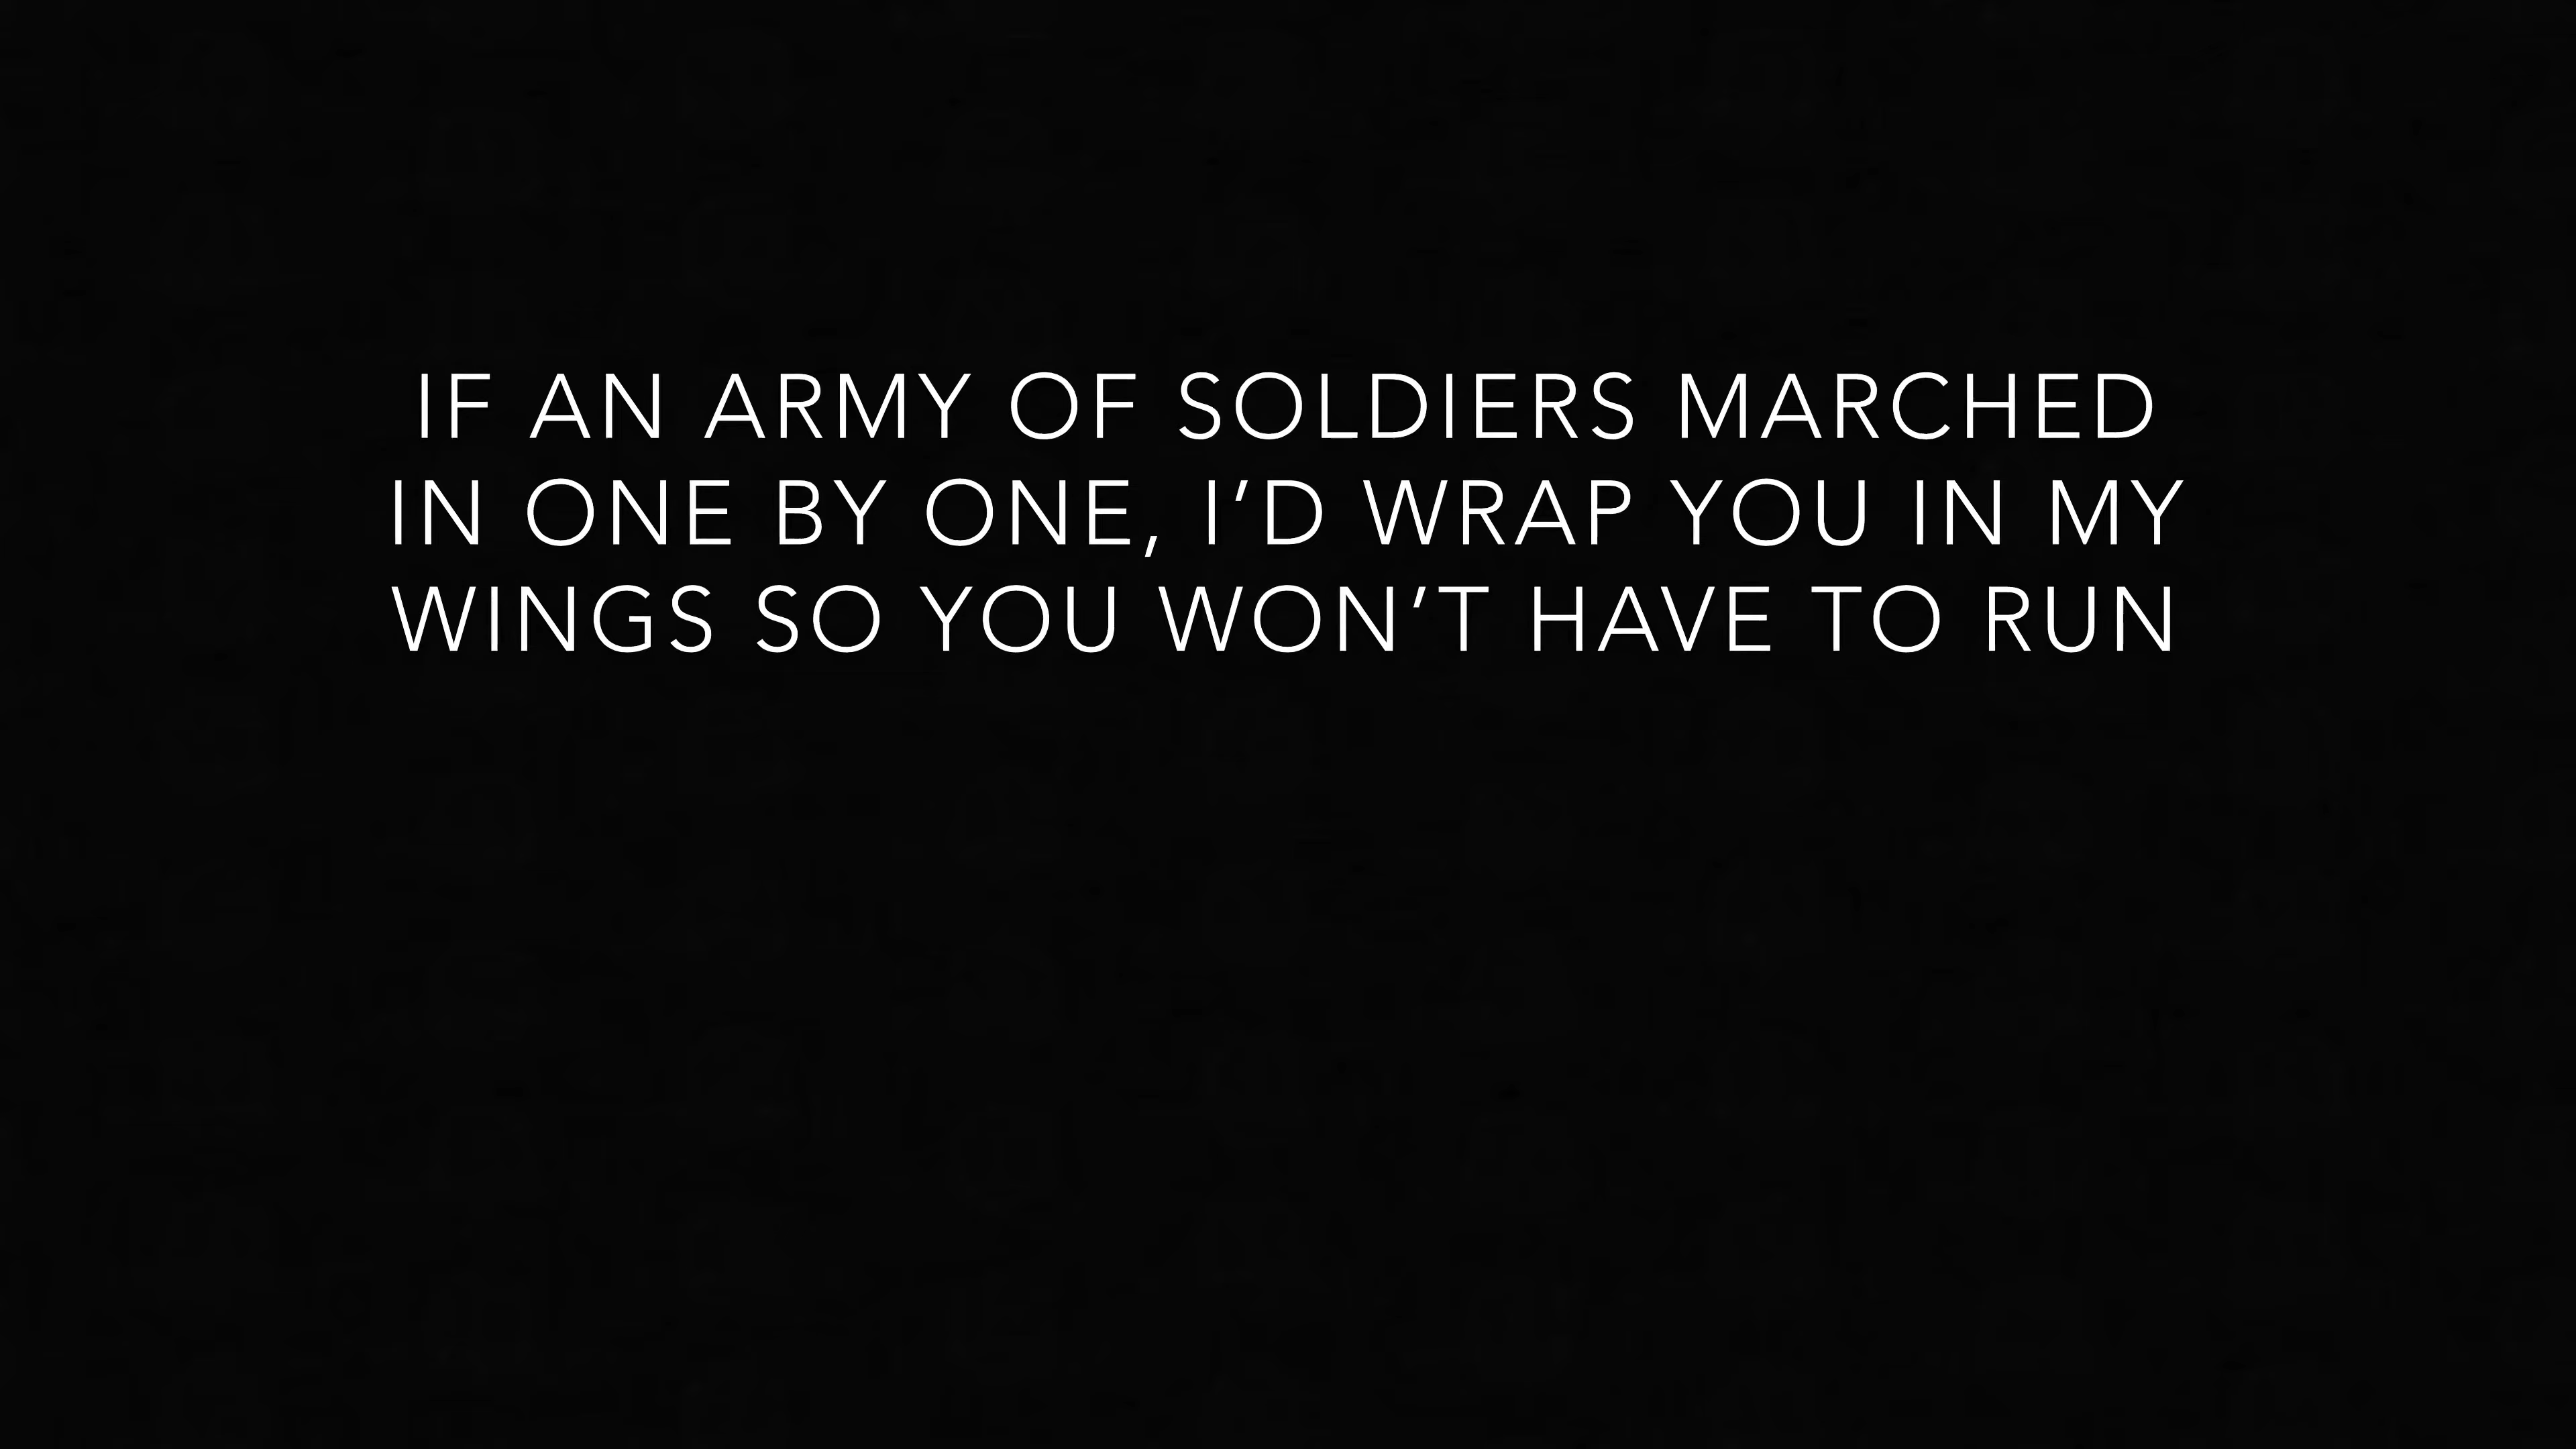 IF AN ARMY OF SOLDIERS MARCHED
IN ONE BY ONE, I’D WRAP YOU IN MY
WINGS SO YOU WON’T HAVE TO RUN